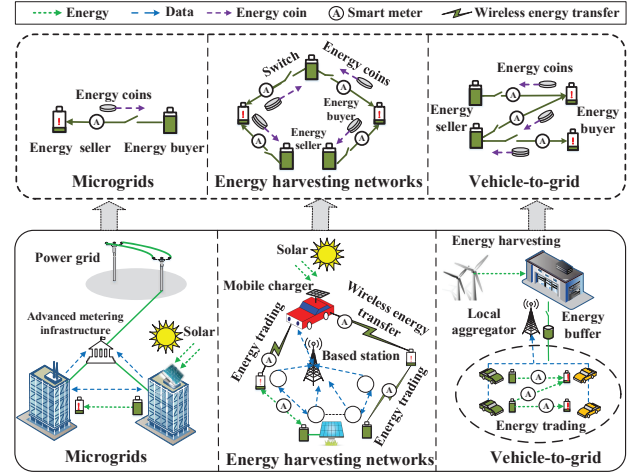 Energy Data Energy coin A Smart meter Wireless energy transfer
Energy coins
! A
Energy seller Energy buyer
Microgrids
Switch
Energy coins
A A
! !
Energy buyer
Energy seller
A A
Energy harvesting networks
Energy coins
A !
Energy seller
Energy buyer
A !
Vehicle-to-grid
Power grid
Advanced metering infrastructure
Solar
! A
Microgrids
Solar
Mobile charger
Wireless energy transfer
A
Energy trading
Based station
A
! !
A
A
Energy trading
Energy harvesting networks
Energy harvesting
Local aggregator
Energy buffer
A !
A
A !
Energy trading
Vehicle-to-grid